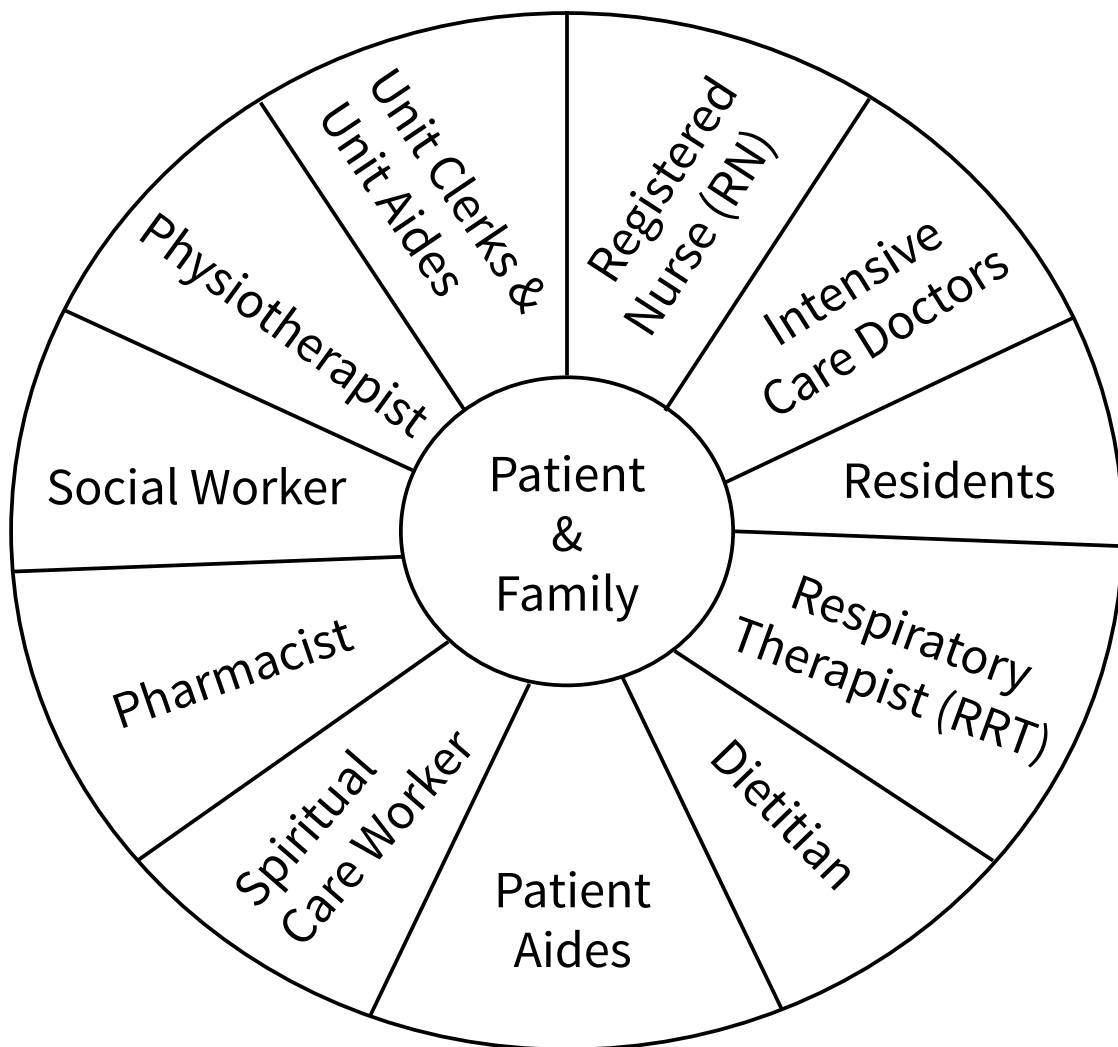 Patient
&
Family
Registered
Nurse (RN)
Intensive
Care Doctors
Residents
Respiratory
Therapist (RRT)
Dietitian
Patient
Aides
Spiritual
Care Worker
Pharmacist
Social Worker
Physiotherapist
Unit Clerks &
Unit Aides